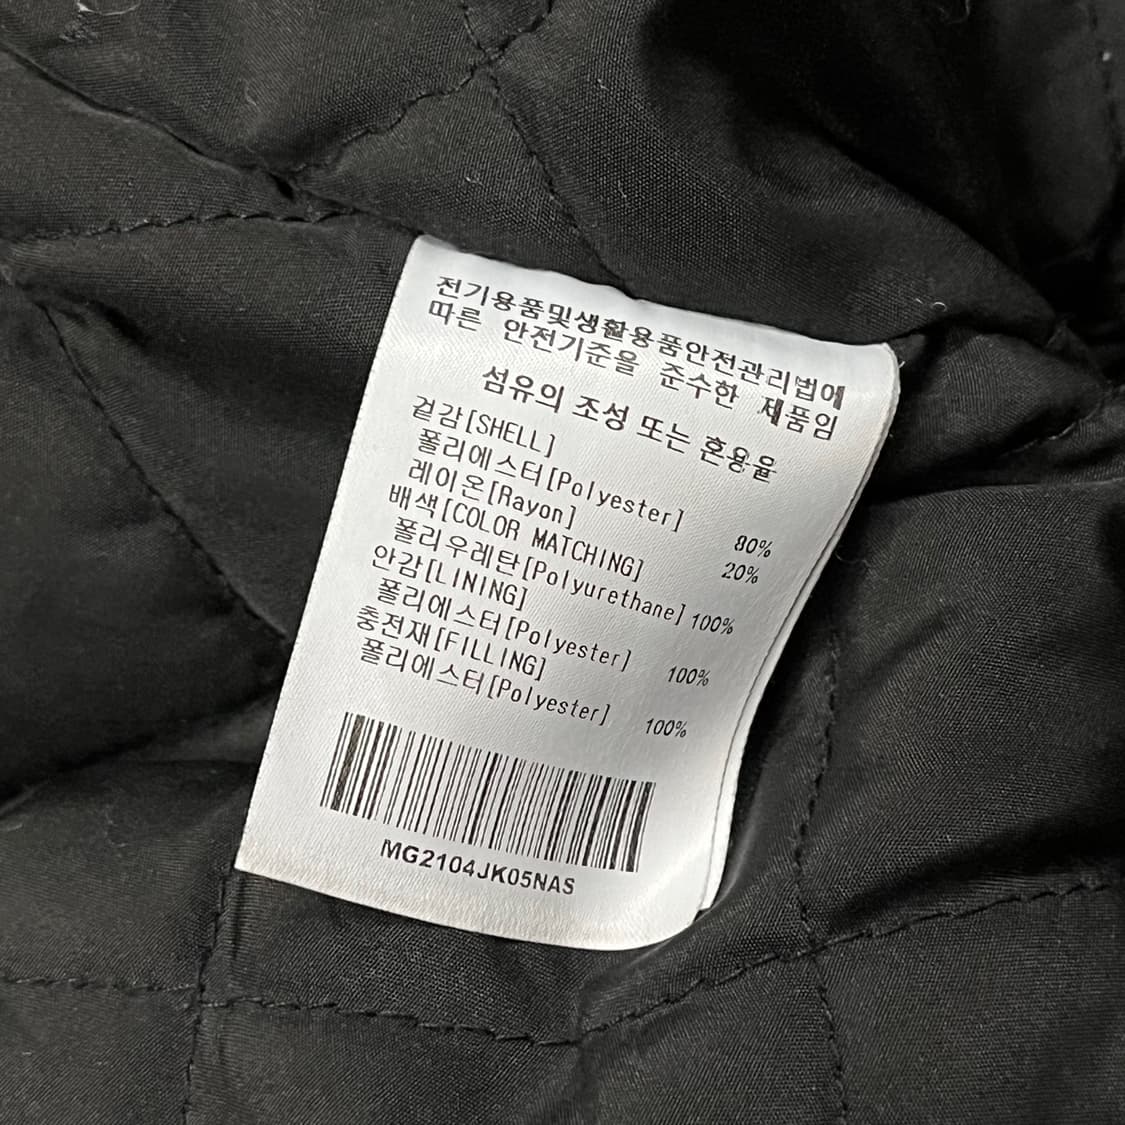 전기용품및생활용품안전관리법에
따른 안전기준을 준수한 제품임
섬유의 조성 또는 혼용율
겉감[SHELL]
폴리에스터[Polyester] 80%
레이온[Rayon] 20%
배색[COLOR MATCHING]
폴리우레탄[Polyurethane] 100%
안감[LINING]
폴리에스터[Polyester] 100%
충전재[FILLING]
폴리에스터[Polyester] 100%
MG2104JK05NAS